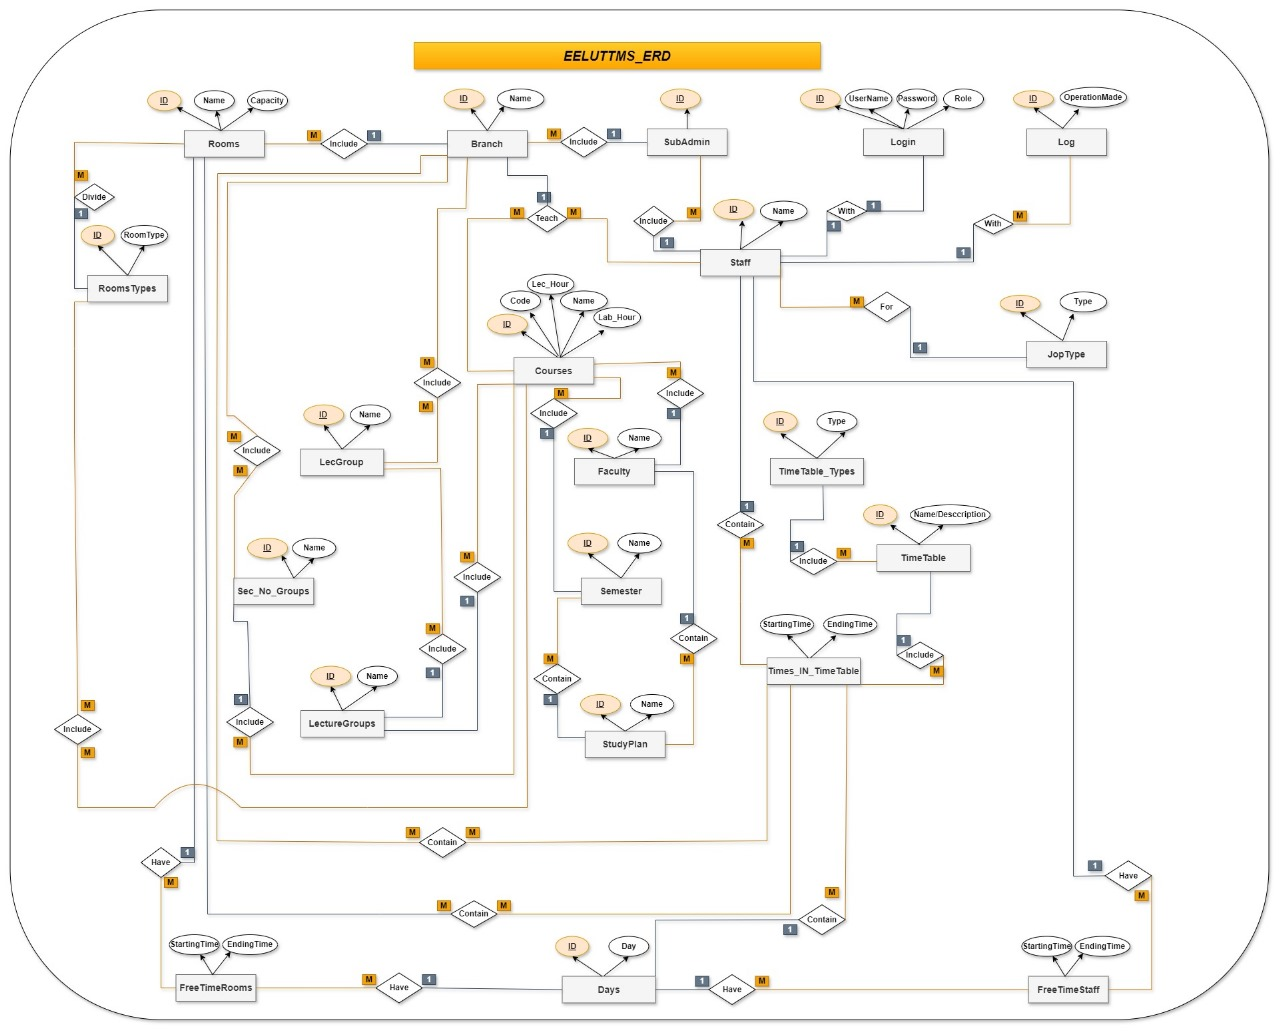 EELUTTMS_ERD
ID
Name
Capacity
ID
Name
ID
ID
UserName
Password
Role
ID
OperationMade
Rooms
M
Include
1
Branch
M
Include
1
SubAdmin
Login
Log
M
Divide
1
1
M
Teach
M
Include
M
1
ID
Name
With
1
1
With
M
1
ID
RoomType
RoomsTypes
Staff
Lec_Hour
Code
Name
ID
Lab_Hour
M
For
1
ID
Type
JopType
Courses
M
Include
M
M
Include
1
M
Include
1
ID
Name
LecGroup
M
Include
M
ID
Name
Faculty
ID
Type
TimeTable_Types
1
Contain
M
ID
Name/Desccription
TimeTable
1
Include
M
ID
Name
Sec_No_Groups
M
Include
1
ID
Name
Semester
StartingTime
EndingTime
Times_IN_TimeTable
1
Include
M
M
Include
1
1
Contain
M
M
Contain
1
ID
Name
LectureGroups
ID
Name
StudyPlan
M
Include
M
1
Include
M
M
Contain
M
Have
1
M
M
Contain
M
M
Contain
1
1
Have
M
StartingTime
EndingTime
FreeTimeRooms
M
Have
1
ID
Day
Days
1
Have
M
StartingTime
EndingTime
FreeTimeStaff